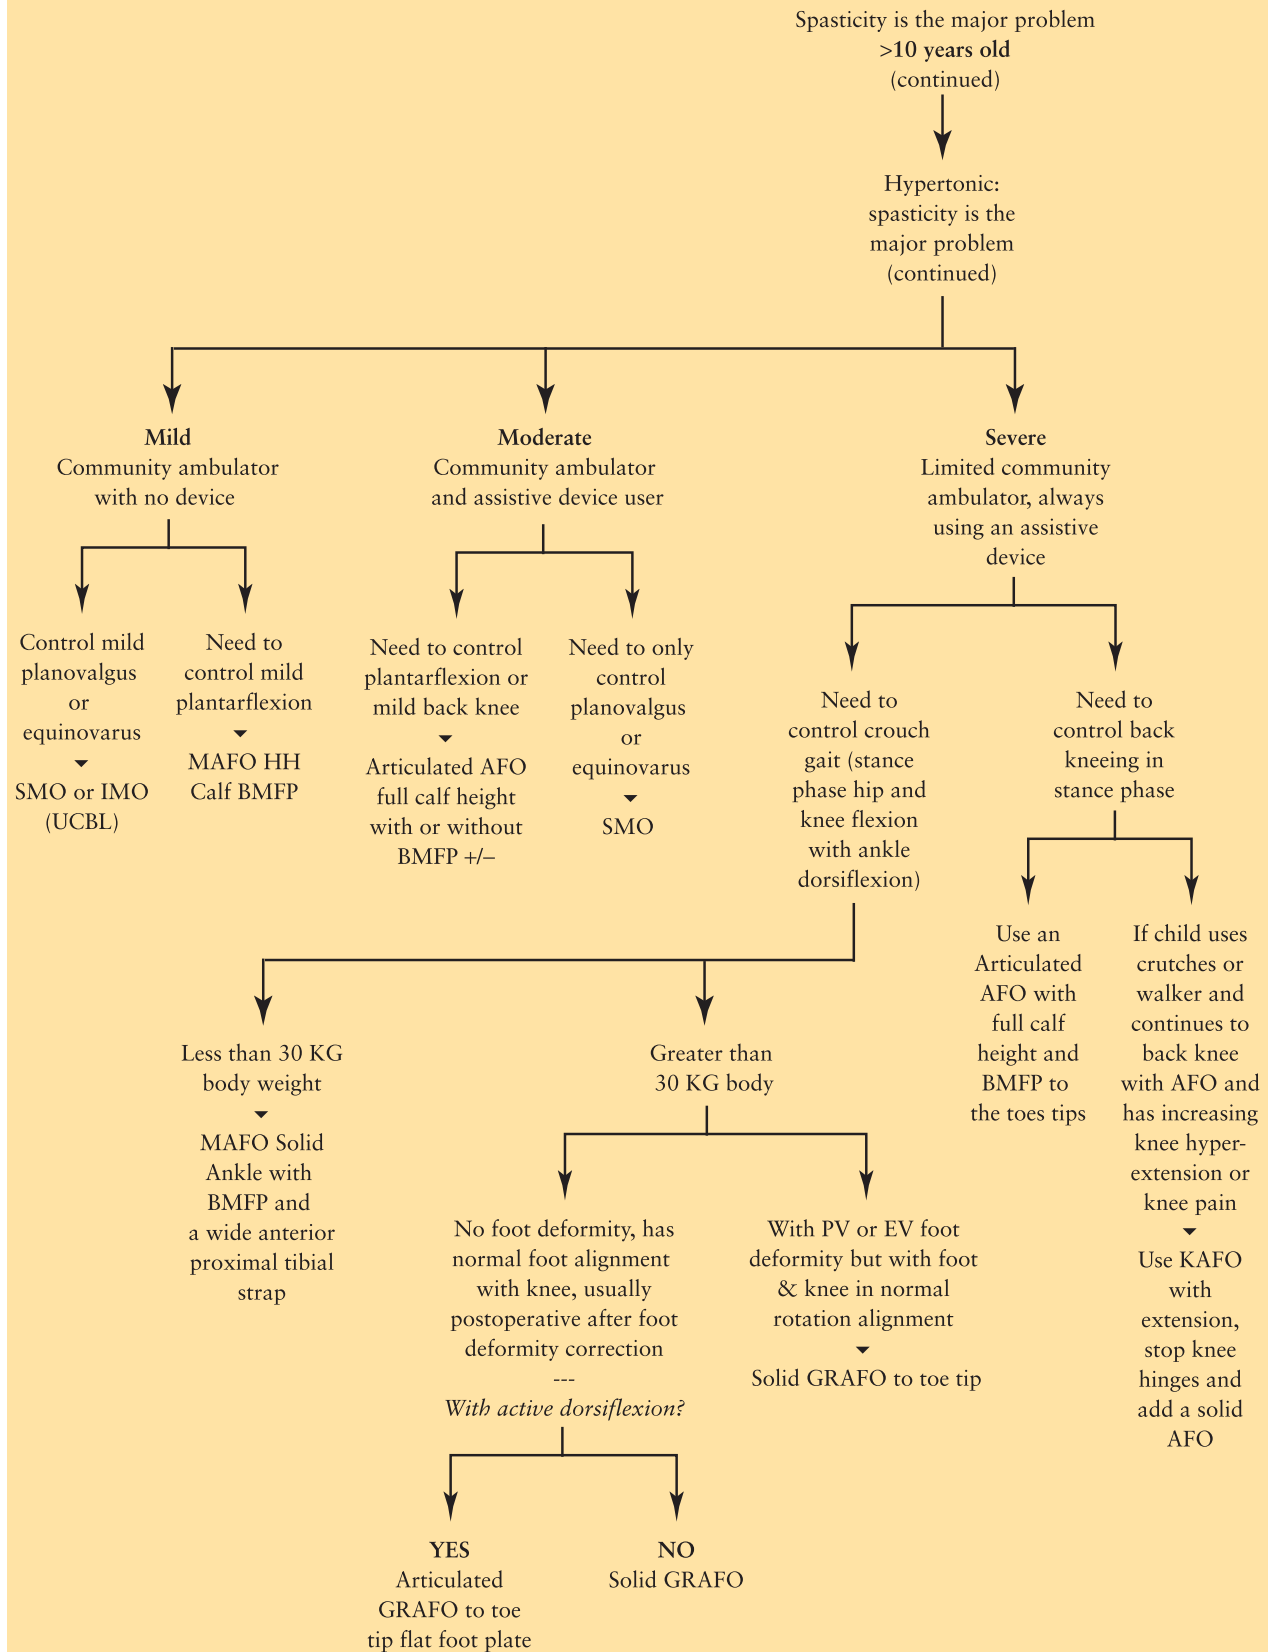 Spasticity is the major problem
>10 years old
(continued)
Hypertonic:
spasticity is the
major problem
(continued)
Mild
Community ambulator
with no device
Moderate
Community ambulator
and assistive device user
Severe
Limited community
ambulator, always
using an assistive
device
Control mild
planovalgus
or
equinovarus
SMO or IMO
(UCBL)
Need to
control mild
plantarflexion
MAFO HH
Calf BMFP
Need to control
plantarflexion or
mild back knee
Articulated AFO
full calf height
with or without
BMFP +/–
Need to only
control
planovalgus
or
equinovarus
SMO
Need to
control crouch
gait (stance
phase hip and
knee flexion
with ankle
dorsiflexion)
Need to
control back
kneeing in
stance phase
Use an
Articulated
AFO with
full calf
height and
BMFP to
the toes tips
If child uses
crutches or
walker and
continues to
back knee
with AFO and
has increasing
knee hyper-
extension or
knee pain
Use KAFO
with
extension,
stop knee
hinges and
add a solid
AFO
Less than 30 KG
body weight
MAFO Solid
Ankle with
BMFP and
a wide anterior
proximal tibial
strap
Greater than
30 KG body
No foot deformity, has
normal foot alignment
with knee, usually
postoperative after foot
deformity correction
---
With active dorsiflexion?
With PV or EV foot
deformity but with foot
& knee in normal
rotation alignment
Solid GRAFO to toe tip
YES
Articulated
GRAFO to toe
tip flat foot plate
NO
Solid GRAFO